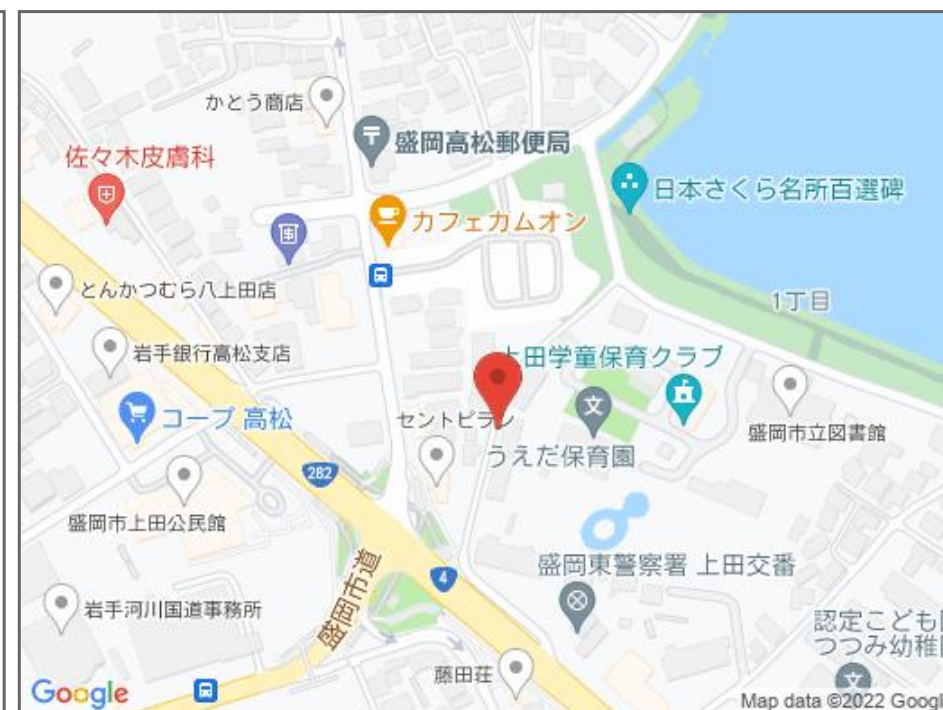 かとう商店
盛岡高松郵便局
佐々木皮膚科
日本さくら名所百選碑
カフェカムオン
とんかつむら八上田店
1丁目
岩手銀行高松支店
上田学童保育クラブ
コープ 高松
セントピラン
盛岡市立図書館
うえだ保育園
282
盛岡市上田公民館
盛岡東警察署 上田交番
4
盛岡市道
岩手河川国道事務所
認定こども
つつみ幼稚
藤田荘
Google
Map data ©2022 Googl